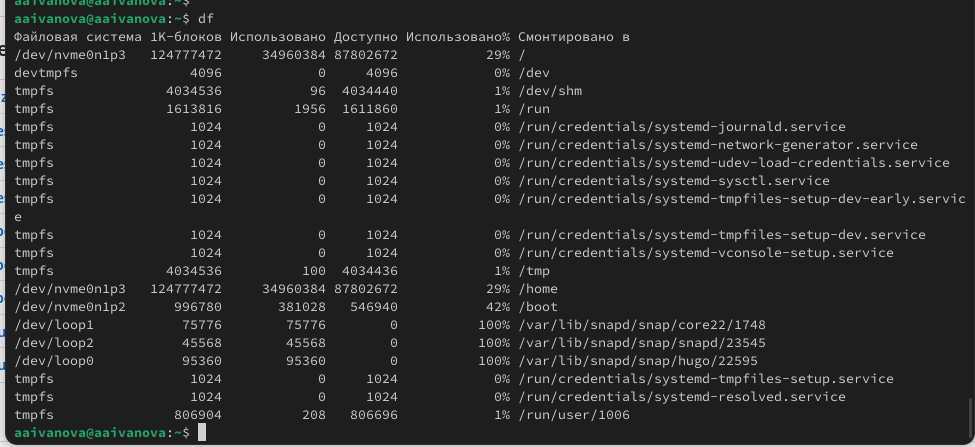 aaivanova@aaivanova:~$
aaivanova@aaivanova:~$ df
Файловая система 1K-блоков Использовано Доступно Использовано% Смонтировано в
/dev/nvme0n1p3   124777472     34960384 87802672           29% /
devtmpfs              4096            0     4096            0% /dev
tmpfs              4034536           96  4034440            1% /dev/shm
tmpfs              1613816         1956  1611860            1% /run
tmpfs                 1024            0     1024            0% /run/credentials/systemd-journald.service
tmpfs                 1024            0     1024            0% /run/credentials/systemd-network-generator.service
tmpfs                 1024            0     1024            0% /run/credentials/systemd-udev-load-credentials.service
tmpfs                 1024            0     1024            0% /run/credentials/systemd-sysctl.service
tmpfs                 1024            0     1024            0% /run/credentials/systemd-tmpfiles-setup-dev-early.servic
e
tmpfs                 1024            0     1024            0% /run/credentials/systemd-tmpfiles-setup-dev.service
tmpfs                 1024            0     1024            0% /run/credentials/systemd-vconsole-setup.service
tmpfs              4034536          100  4034436            1% /tmp
/dev/nvme0n1p3   124777472     34960384 87802672           29% /home
/dev/nvme0n1p2      996780       381028   546940           42% /boot
/dev/loop1           75776        75776        0          100% /var/lib/snapd/snap/core22/1748
/dev/loop2           45568        45568        0          100% /var/lib/snapd/snap/snapd/23545
/dev/loop0           95360        95360        0          100% /var/lib/snapd/snap/hugo/22595
tmpfs                 1024            0     1024            0% /run/credentials/systemd-tmpfiles-setup.service
tmpfs                 1024            0     1024            0% /run/credentials/systemd-resolved.service
tmpfs               806904          208   806696            1% /run/user/1006
aaivanova@aaivanova:~$